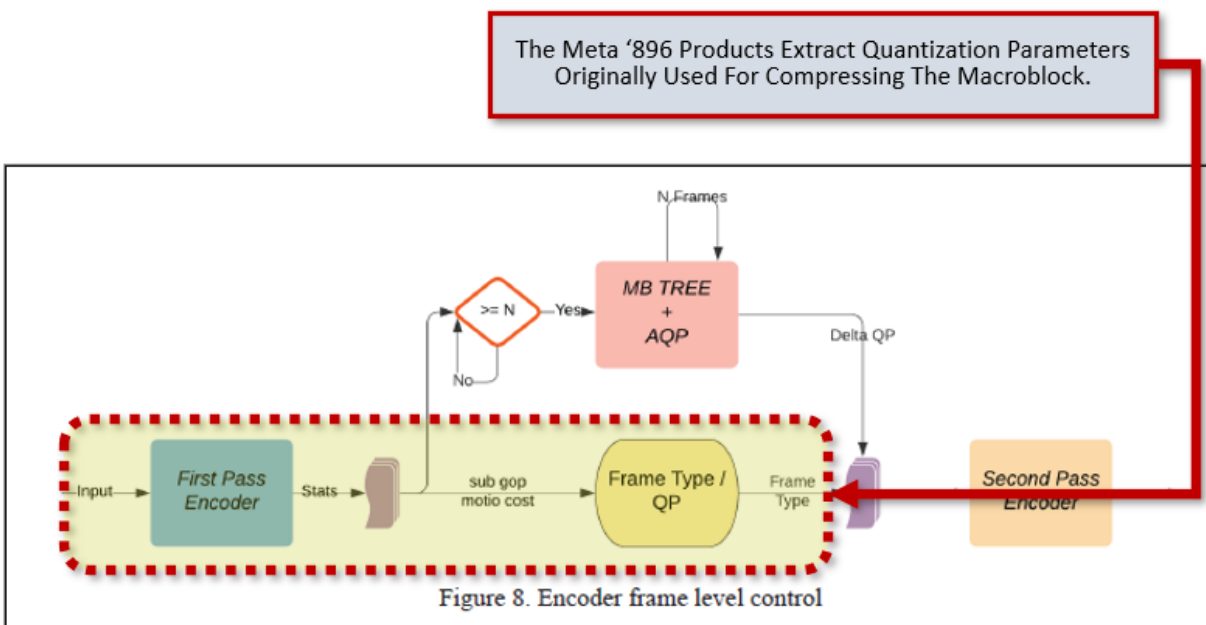 The Meta ‘896 Products Extract Quantization Parameters
Originally Used For Compressing The Macroblock.
N Frames
MB TREE
+
AQP
>= N
Yes
No
Delta QP
Input
First Pass
Encoder
Stats
sub gop
motio cost
Frame Type /
QP
Frame
Type
Second Pass
Encoder
Figure 8. Encoder frame level control